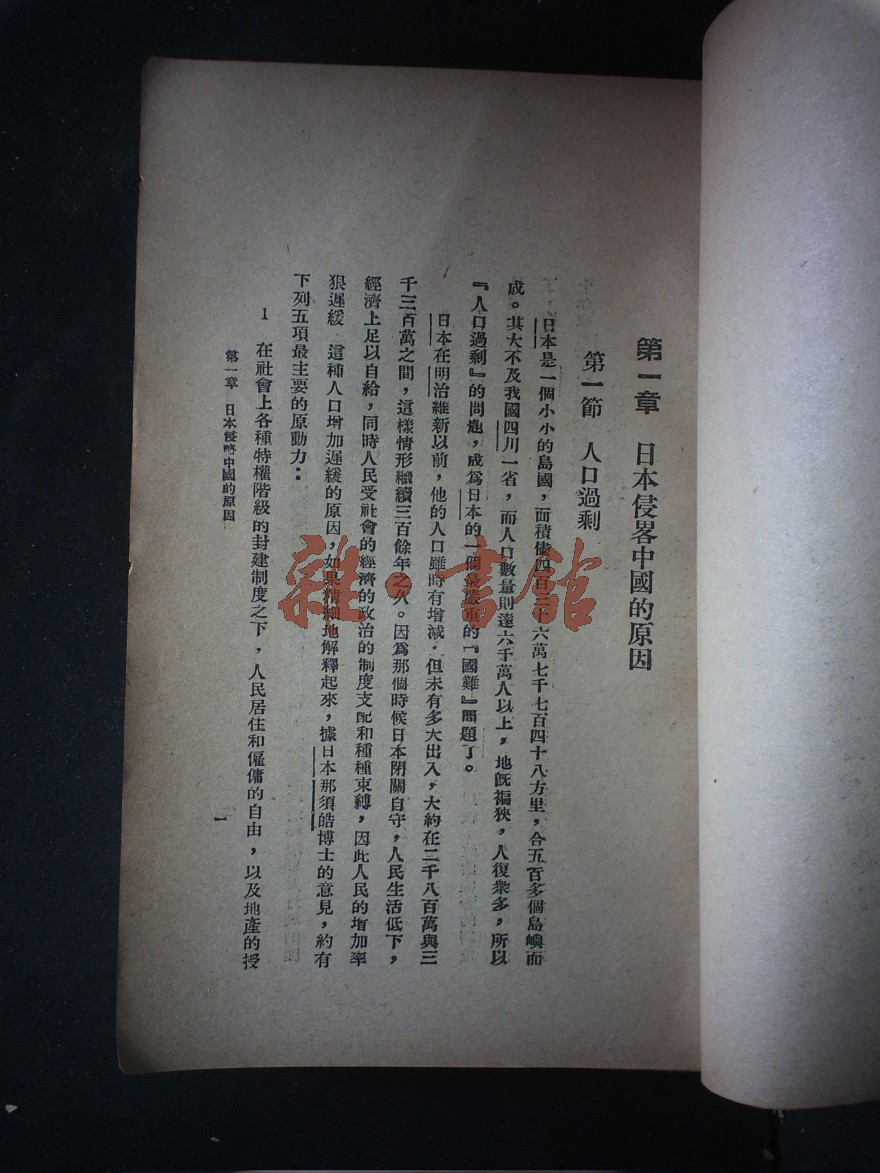 第一章　日本侵畧中國的原因
第一節　人口過剩
日本是一個小小的島國，面積僅四百三十六萬七千七百四十八方里，合五百多個島嶼而
成。其大不及我國四川一省，而人口數量則達六千萬人以上，地旣褊狹，人復衆多，所以
『人口過剩』的問題，成爲日本的一個最嚴重的『國難』問題了。
日本在明治維新以前，他的人口雖時有增減，但未有多大出入，大約在二千八百萬與三
千三百萬之間，這樣情形繼續三百餘年之久。因爲那個時候日本閉關自守，人民生活低下，
經濟上足以自給，同時人民受社會的經濟的政治的制度支配和種種束縛，因此人民的增加率
狠遲緩　這種人口增加遲緩的原因，如果精細地解釋起來，據日本那須皓博士的意見，約有
下列五項最主要的原動力：
1　在社會上各種特權階級的封建制度之下，人民居住和僱傭的自由，以及地產的授
第一章　日本侵略中國的原因
一
雜·書館